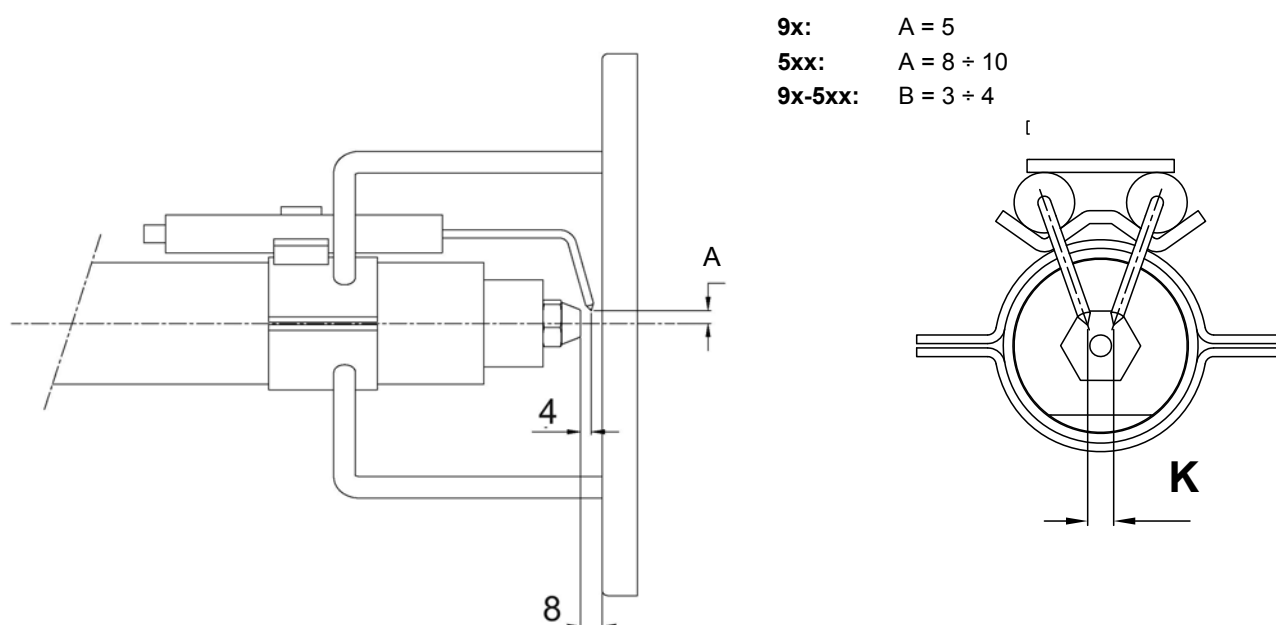 9x: A = 5
5xx: A = 8 ÷ 10
9x-5xx: B = 3 ÷ 4
A
4
K
8